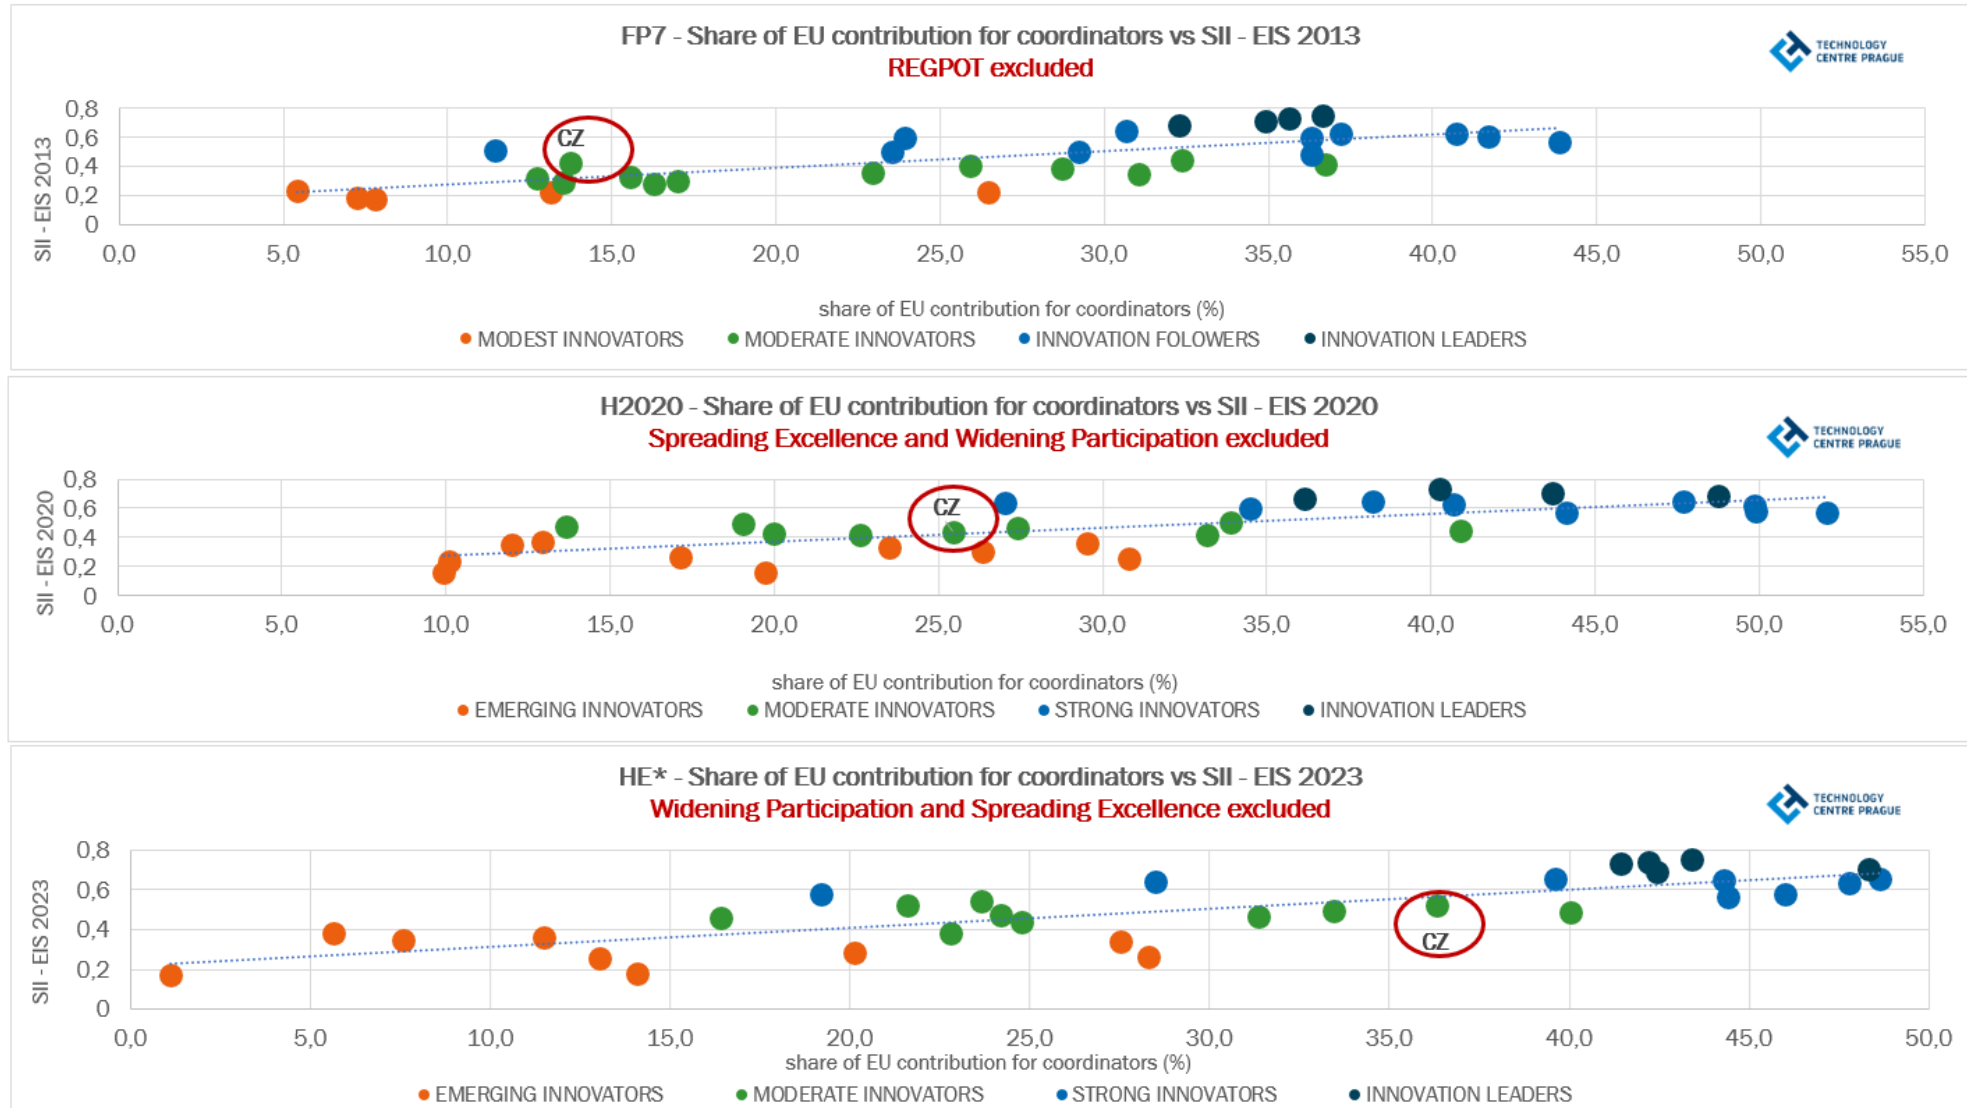 FP7 - Share of EU contribution for coordinators vs SII - EIS 2013
REGPOT excluded
TECHNOLOGY
CENTRE PRAGUE
SII - EIS 2013
0,8
0,6
0,4
0,2
0
CZ
0,0 5,0 10,0 15,0 20,0 25,0 30,0 35,0 40,0 45,0 50,0 55,0
share of EU contribution for coordinators (%)
MODEST INNOVATORS MODERATE INNOVATORS INNOVATION FOLOWERS INNOVATION LEADERS
H2020 - Share of EU contribution for coordinators vs SII - EIS 2020
Spreading Excellence and Widening Participation excluded
TECHNOLOGY
CENTRE PRAGUE
SII - EIS 2020
0,8
0,6
0,4
0,2
0
CZ
0,0 5,0 10,0 15,0 20,0 25,0 30,0 35,0 40,0 45,0 50,0 55,0
share of EU contribution for coordinators (%)
EMERGING INNOVATORS MODERATE INNOVATORS STRONG INNOVATORS INNOVATION LEADERS
HE* - Share of EU contribution for coordinators vs SII - EIS 2023
Widening Participation and Spreading Excellence excluded
TECHNOLOGY
CENTRE PRAGUE
SII - EIS 2023
0,8
0,6
0,4
0,2
0
CZ
0,0 5,0 10,0 15,0 20,0 25,0 30,0 35,0 40,0 45,0 50,0
share of EU contribution for coordinators (%)
EMERGING INNOVATORS MODERATE INNOVATORS STRONG INNOVATORS INNOVATION LEADERS